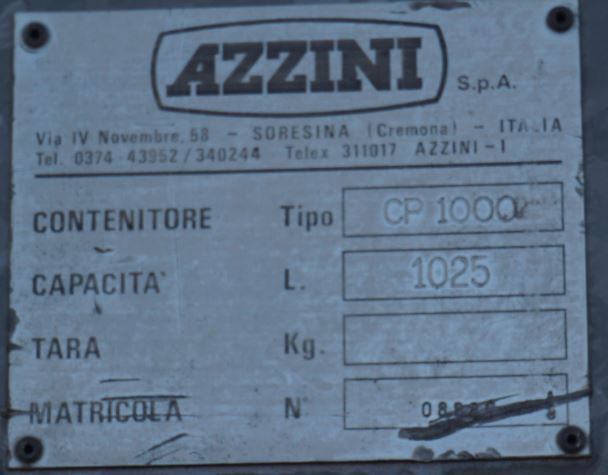 AZZINI S.p.A.
Via IV Novembre, 58 - SORESINA (Cremona) - ITALIA
Tel. 0374 43952/340244 Telex 311017 AZZINI-I
CONTENITORE Tipo CP 1000
CAPACITA' L. 1025
TARA Kg.
MATRICOLA N°